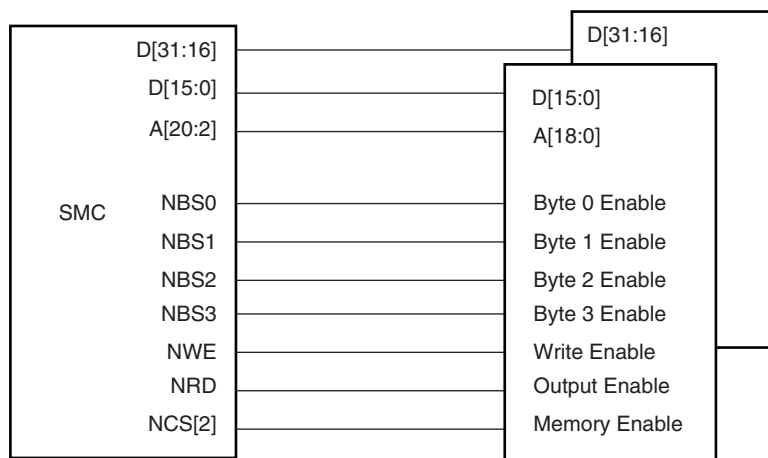 D[31:16] D[31:16]
D[15:0] D[15:0]
A[20:2] A[18:0]
SMC NBS0 Byte 0 Enable
NBS1 Byte 1 Enable
NBS2 Byte 2 Enable
NBS3 Byte 3 Enable
NWE Write Enable
NRD Output Enable
NCS[2] Memory Enable